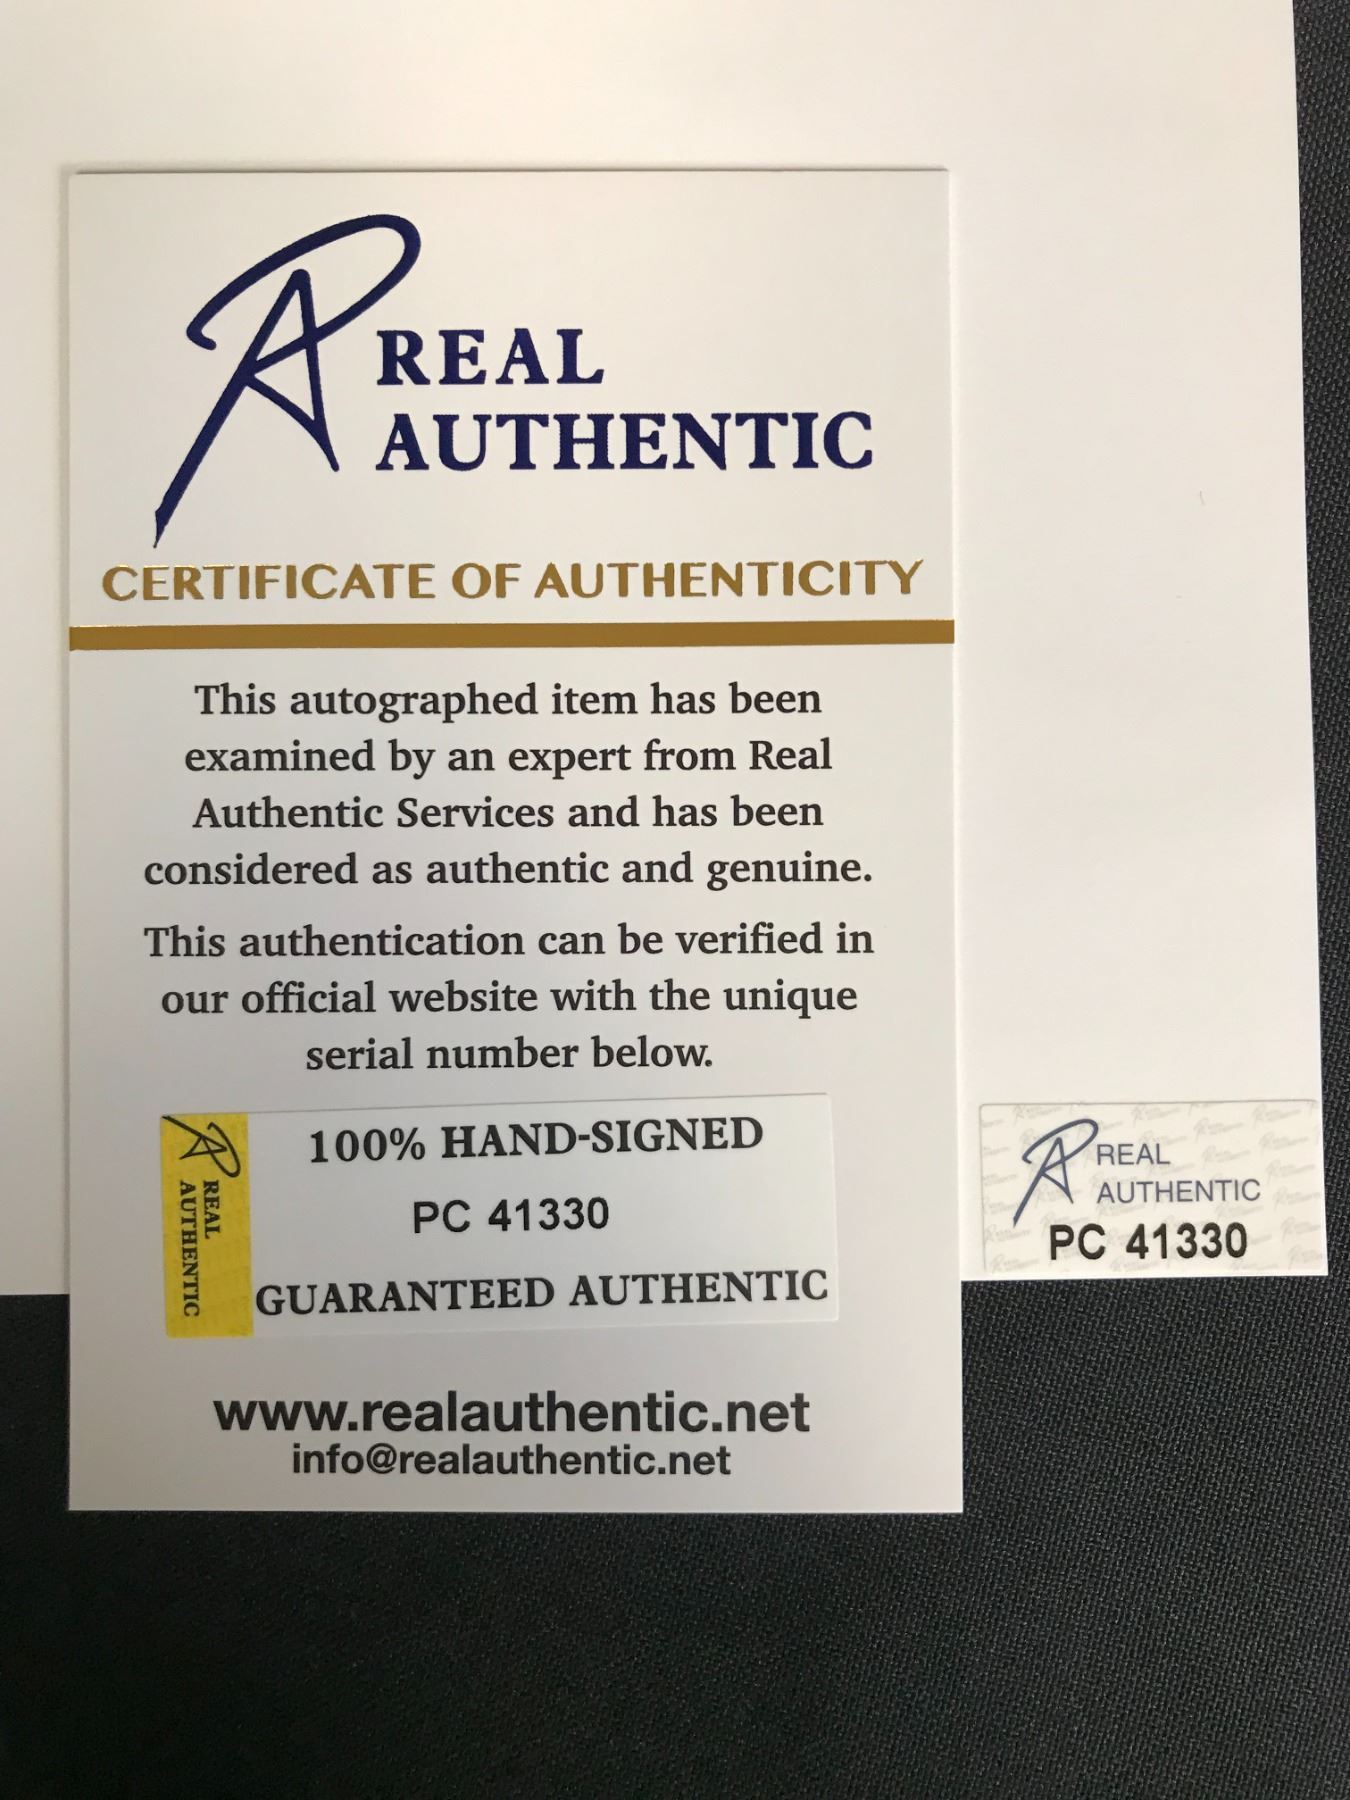 REAL
AUTHENTIC
CERTIFICATE OF AUTHENTICITY
This autographed item has been
examined by an expert from Real
Authentic Services and has been
considered as authentic and genuine.
This authentication can be verified in
our official website with the unique
serial number below.
REAL
AUTHENTIC
100% HAND-SIGNED
PC 41330
GUARANTEED AUTHENTIC
www.realauthentic.net
info@realauthentic.net
REAL
AUTHENTIC
PC 41330